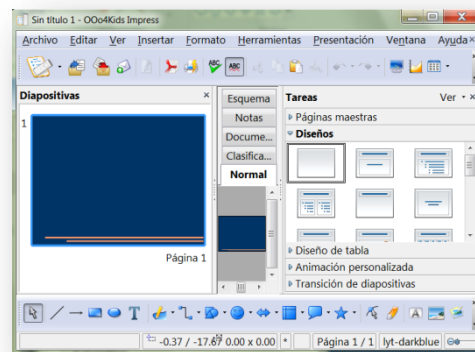 Sin título 1 - OOo4Kids Impress
Archivo Editar Ver Insertar Formato Herramientas Presentación Ventana Ayuda
Diapositivas
1
Página 1
Esquema
Notas
Docume...
Clasifica...
Normal
Tareas Ver
Páginas maestras
Diseños
Diseño de tabla
Animación personalizada
Transición de diapositivas
-0.37 / -17.67 0.00 x 0.00 * Página 1 / 1 lyt-darkblue